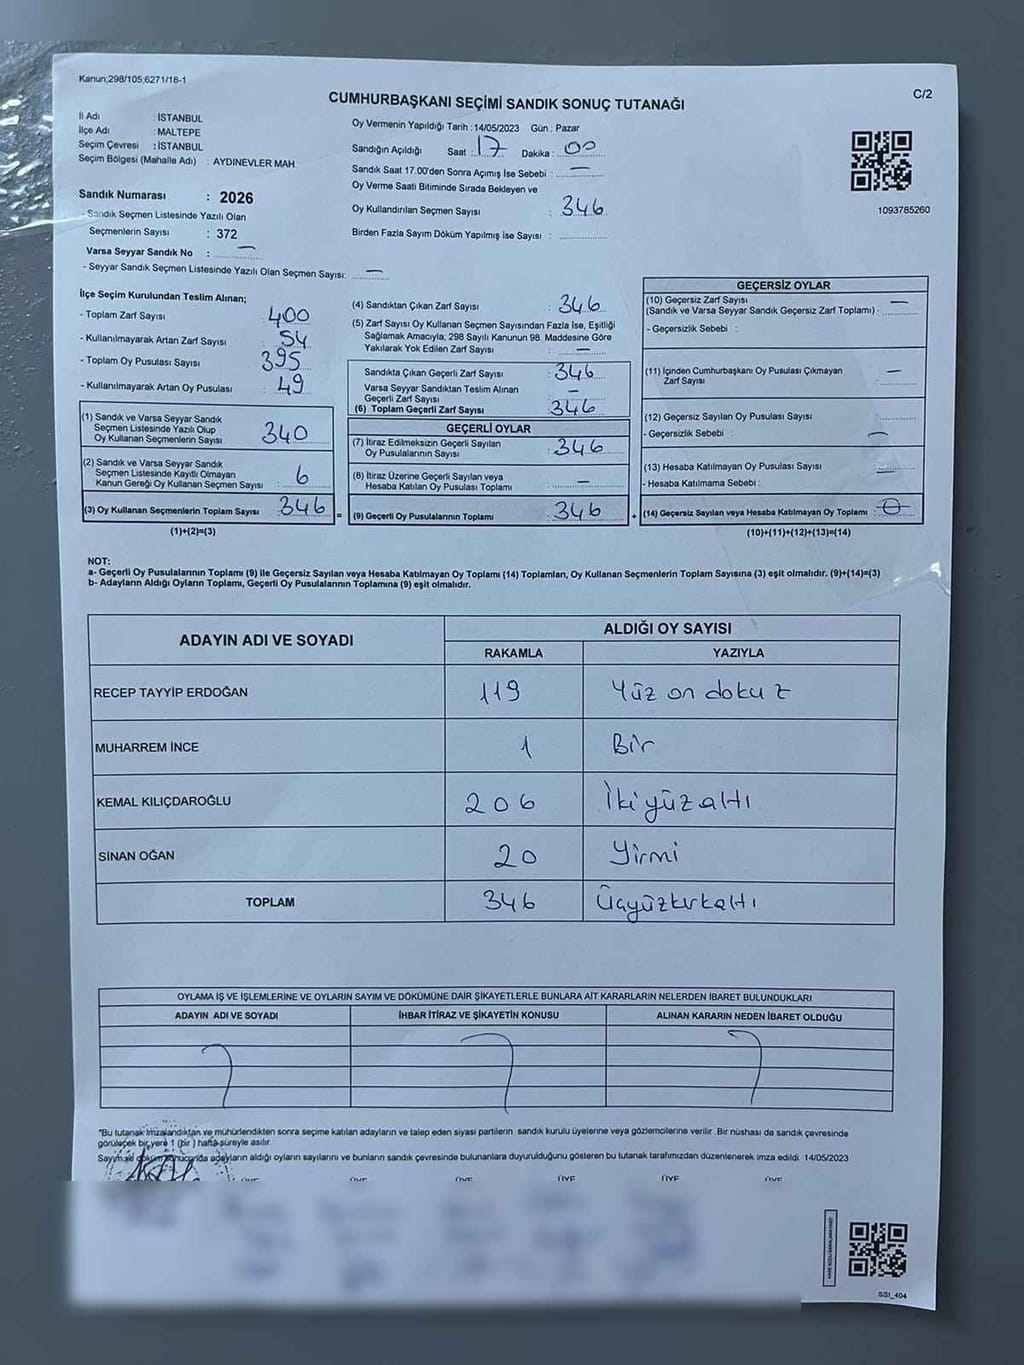 Kanun;298/105;6271/16-1
C/2
CUMHURBAŞKANI SEÇİMİ SANDIK SONUÇ TUTANAĞI
İl Adı : İSTANBUL
İlçe Adı : MALTEPE
Seçim Çevresi : İSTANBUL
Seçim Bölgesi (Mahalle Adı) : AYDINEVLER MAH.
Sandık Numarası : 2026
- Sandık Seçmen Listesinde Yazılı Olan
Seçmenlerin Sayısı : 372
Varsa Seyyar Sandık No : —
- Seyyar Sandık Seçmen Listesinde Yazılı Olan Seçmen Sayısı: —
Oy Vermenin Yapıldığı Tarih : 14/05/2023 Gün : Pazar
Sandığın Açıldığı Saat : 17 Dakika : 00
Sandık Saat 17.00'den Sonra Açımış İse Sebebi : —
Oy Verme Saati Bitiminde Sırada Bekleyen ve
Oy Kullandırılan Seçmen Sayısı : 346
Birden Fazla Sayım Döküm Yapılmış İse Sayısı :
1093785260
İlçe Seçim Kurulundan Teslim Alınan;
- Toplam Zarf Sayısı : 400
- Kullanılmayarak Artan Zarf Sayısı : 54
- Toplam Oy Pusulası Sayısı : 395
- Kullanılmayarak Artan Oy Pusulası : 49
(1) Sandık ve Varsa Seyyar Sandık
Seçmen Listesinde Yazılı Olup
Oy Kullanan Seçmenlerin Sayısı : 340
(2) Sandık ve Varsa Seyyar Sandık
Seçmen Listesinde Kayıtlı Olmayan
Kanun Gereği Oy Kullanan Seçmen Sayısı : 6
(3) Oy Kullanan Seçmenlerin Toplam Sayısı : 346
(1)+(2)=(3)
=
(4) Sandıktan Çıkan Zarf Sayısı : 346
(5) Zarf Sayısı Oy Kullanan Seçmen Sayısından Fazla İse, Eşitliği
Sağlamak Amacıyla; 298 Sayılı Kanunun 98. Maddesine Göre
Yakılarak Yok Edilen Zarf Sayısı : —
Sandıkta Çıkan Geçerli Zarf Sayısı : 346
Varsa Seyyar Sandıktan Teslim Alınan
Geçerli Zarf Sayısı : —
(6) Toplam Geçerli Zarf Sayısı : 346
GEÇERLİ OYLAR
(7) İtiraz Edilmeksizin Geçerli Sayılan
Oy Pusulalarının Sayısı : 346
(8) İtiraz Üzerine Geçerli Sayılan veya
Hesaba Katılan Oy Pusulası Toplamı : —
(9) Geçerli Oy Pusulalarının Toplamı : 346
+
GEÇERSİZ OYLAR
(10) Geçersiz Zarf Sayısı
(Sandık ve Varsa Seyyar Sandık Geçersiz Zarf Toplamı) : —
- Geçersizlik Sebebi :
(11) İçinden Cumhurbaşkanı Oy Pusulası Çıkmayan
Zarf Sayısı : —
(12) Geçersiz Sayılan Oy Pusulası Sayısı :
- Geçersizlik Sebebi : —
(13) Hesaba Katılmayan Oy Pusulası Sayısı : —
- Hesaba Katılmama Sebebi :
(14) Geçersiz Sayılan veya Hesaba Katılmayan Oy Toplamı : 0
(10)+(11)+(12)+(13)=(14)
NOT:
a- Geçerli Oy Pusulalarının Toplamı (9) ile Geçersiz Sayılan veya Hesaba Katılmayan Oy Toplamı (14) Toplamları, Oy Kullanan Seçmenlerin Toplam Sayısına (3) eşit olmalıdır. (9)+(14)=(3)
b- Adayların Aldığı Oyların Toplamı, Geçerli Oy Pusulalarının Toplamına (9) eşit olmalıdır.
ADAYIN ADI VE SOYADI
ALDIĞI OY SAYISI
RAKAMLA YAZIYLA
RECEP TAYYİP ERDOĞAN 119 Yüz on dokuz
MUHARREM İNCE 1 Bir
KEMAL KILIÇDAROĞLU 206 İkiyüzaltı
SİNAN OĞAN 20 Yirmi
TOPLAM 346 Üçyüzkırkaltı
OYLAMA İŞ VE İŞLEMLERİNE VE OYLARIN SAYIM VE DÖKÜMÜNE DAİR ŞİKAYETLERLE BUNLARA AİT KARARLARIN NELERDEN İBARET BULUNDUKLARI
ADAYIN ADI VE SOYADI İHBAR İTİRAZ VE ŞİKAYETİN KONUSU ALINAN KARARIN NEDEN İBARET OLDUĞU
*Bu tutanak imzalandıktan ve mühürlendikten sonra seçime katılan adayların ve talep eden siyasi partilerin sandık kurulu üyelerine veya gözlemcilerine verilir. Bir nüshası da sandık çevresinde
görülecek bir yere 1 (bir ) hafta süreyle asılır.
Sayım ve döküm sonucunda adayların aldığı oyların sayılarını ve bunların sandık çevresinde bulunanlara duyurulduğunu gösteren bu tutanak tarafımızdan düzenlenerek imza edildi. 14/05/2023
ÜYE ÜYE ÜYE ÜYE ÜYE ÜYE
SSI_404